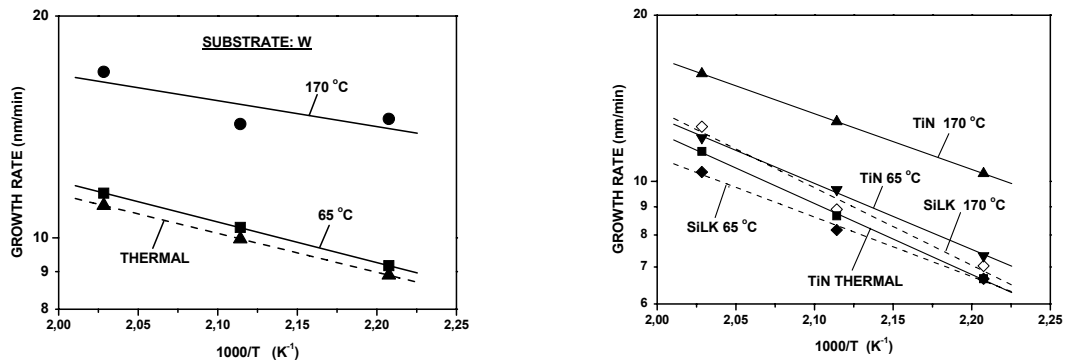 20
SUBSTRATE: W
170 °C
10
9
8
65 °C
THERMAL
GROWTH RATE (nm/min)
2,00 2,05 2,10 2,15 2,20 2,25
1000/T (K⁻¹)
20
10
9
8
7
6
TiN 170 °C
TiN 65 °C
SiLK 170 °C
SiLK 65 °C
TiN THERMAL
GROWTH RATE (nm/min)
2,00 2,05 2,10 2,15 2,20 2,25
1000/T (K⁻¹)